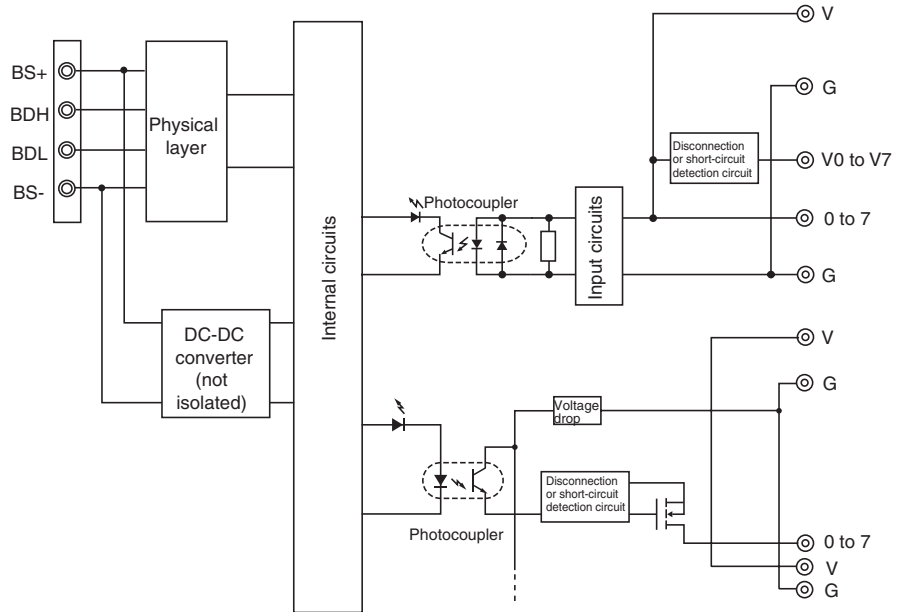 BS+
BDH
BDL
BS-
Physical
layer
DC-DC
converter
(not
isolated)
Internal circuits
Photocoupler
Input circuits
V
G
Disconnection
or short-circuit
detection circuit
V0 to V7
0 to 7
G
V
G
Voltage
drop
Disconnection
or short-circuit
detection circuit
Photocoupler
0 to 7
V
G